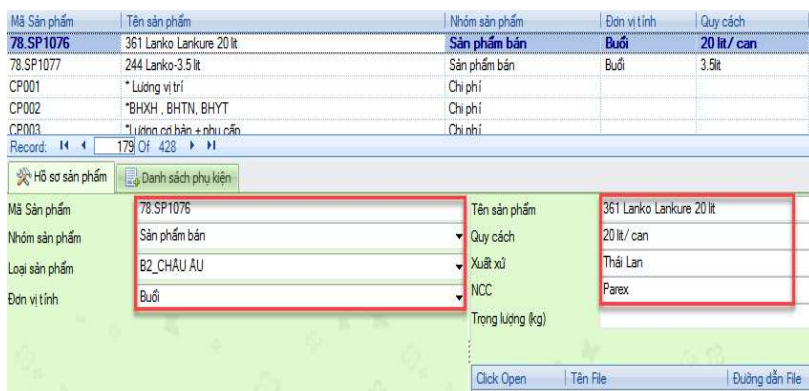 Mã Sản phẩm Tên sản phẩm Nhóm sản phẩm Đơn vị tính Quy cách
78.SP1076 361 Lanko Lankure 20 lit Sản phẩm bán Buổi 20 lit/ can
78.SP1077 244 Lanko-3.5 lit Sản phẩm bán Buổi 3.5lit
CP001 * Lương vị trí Chi phí
CP002 *BHXH , BHTN, BHYT Chi phí
CP003 *Lương cơ bản + phụ cấp Chi phí
Record: 179 Of 428
Hồ sơ sản phẩm Danh sách phụ kiện
Mã Sản phẩm 78.SP1076 Tên sản phẩm 361 Lanko Lankure 20 lit
Nhóm sản phẩm Sản phẩm bán Quy cách 20 lit/ can
Loại sản phẩm B2_CHÂU ÂU Xuất xứ Thái Lan
Đơn vị tính Buổi NCC Parex
Trọng lượng (kg)
Click Open Tên File Đường dẫn File